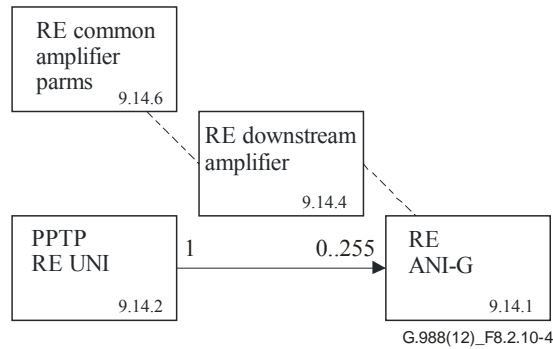 RE common
amplifier
parms
9.14.6
RE downstream
amplifier
9.14.4
PPTP
RE UNI
9.14.2
1
0..255
RE
ANI-G
9.14.1
G.988(12)_F8.2.10-4